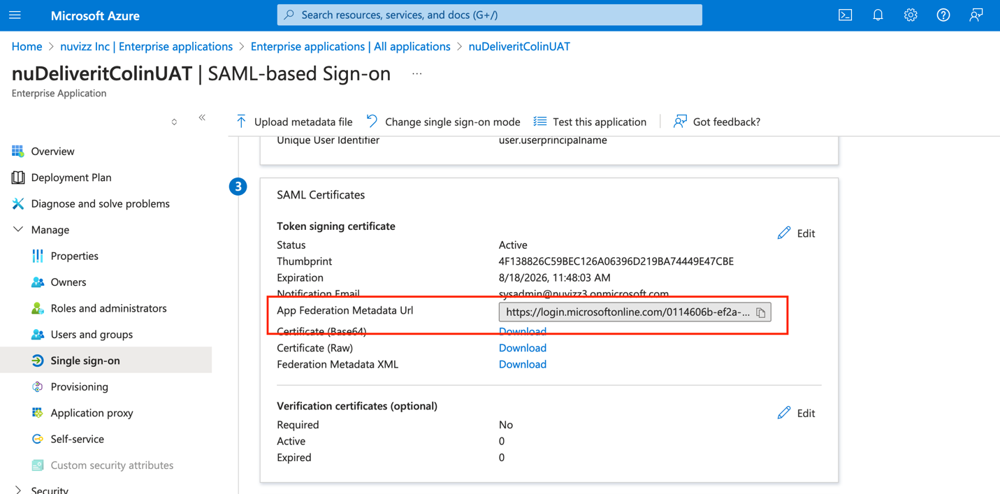 Microsoft Azure
Search resources, services, and docs (G+/)
Home > nuvizz Inc | Enterprise applications > Enterprise applications | All applications > nuDeliveritColinUAT
nuDeliveritColinUAT | SAML-based Sign-on ...
Enterprise Application
Upload metadata file
Change single sign-on mode
Test this application
Got feedback?
Overview
Deployment Plan
Diagnose and solve problems
Manage
Properties
Owners
Roles and administrators
Users and groups
Single sign-on
Provisioning
Application proxy
Self-service
Custom security attributes
Security
Unique User Identifier user.userprincipalname
3
SAML Certificates
Token signing certificate
Edit
Status Active
Thumbprint 4F138826C59BEC126A06396D219BA74449E47CBE
Expiration 8/18/2026, 11:48:03 AM
Notification Email sysadmin@nuvizz3.onmicrosoft.com
App Federation Metadata Url https://login.microsoftonline.com/0114606b-ef2a-...
Certificate (Base64) Download
Certificate (Raw) Download
Federation Metadata XML Download
Verification certificates (optional)
Edit
Required No
Active 0
Expired 0